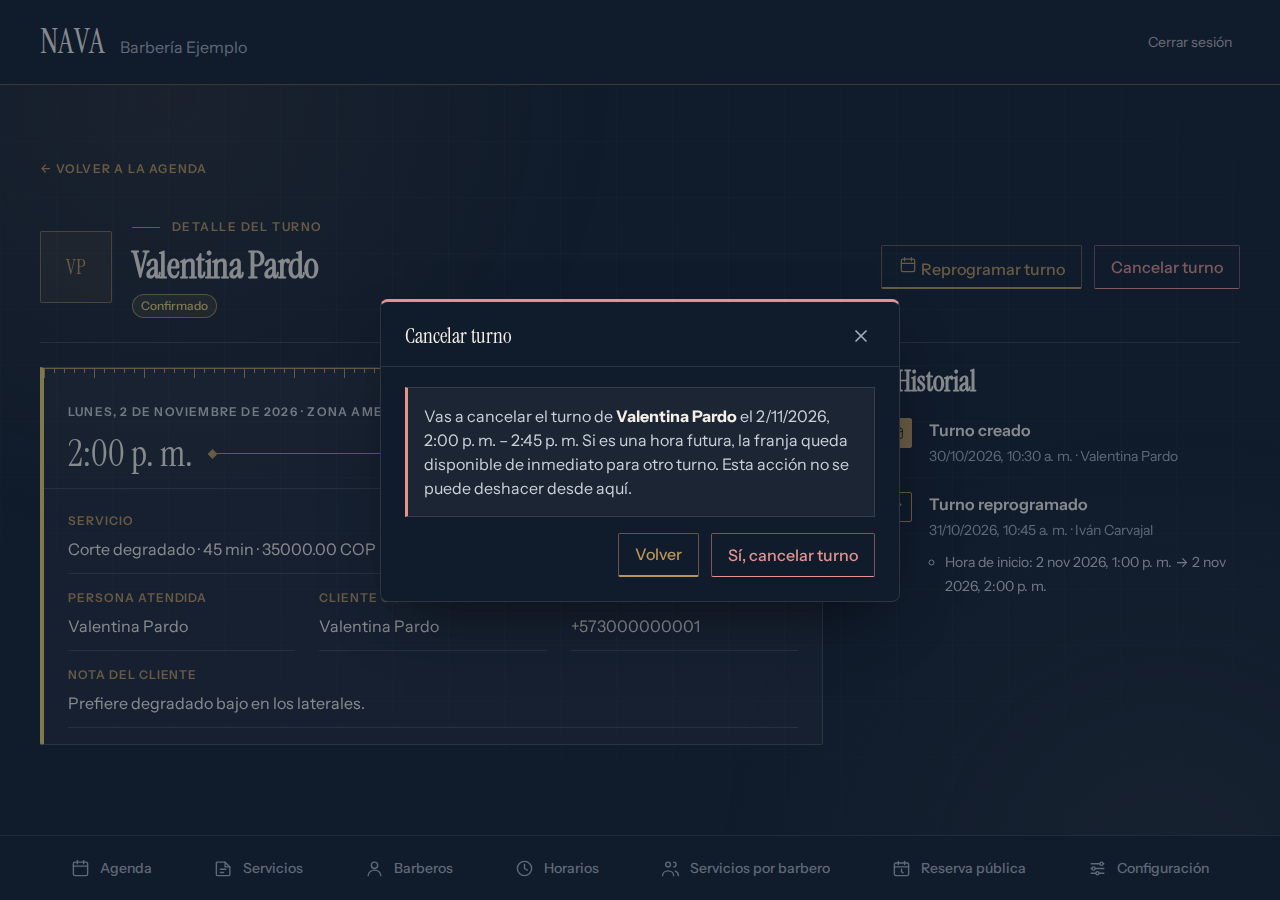 NAVA Barbería Ejemplo
Cerrar sesión
← VOLVER A LA AGENDA
DETALLE DEL TURNO
VP
Valentina Pardo
Confirmado
Reprogramar turno
Cancelar turno
Cancelar turno
Vas a cancelar el turno de Valentina Pardo el 2/11/2026,
2:00 p. m. – 2:45 p. m. Si es una hora futura, la franja queda
disponible de inmediato para otro turno. Esta acción no se
puede deshacer desde aquí.
Volver
Sí, cancelar turno
LUNES, 2 DE NOVIEMBRE DE 2026 · ZONA AME
2:00 p. m.
SERVICIO
Corte degradado · 45 min · 35000.00 COP
PERSONA ATENDIDA
Valentina Pardo
CLIENTE
Valentina Pardo
+573000000001
NOTA DEL CLIENTE
Prefiere degradado bajo en los laterales.
Historial
Turno creado
30/10/2026, 10:30 a. m. · Valentina Pardo
Turno reprogramado
31/10/2026, 10:45 a. m. · Iván Carvajal
Hora de inicio: 2 nov 2026, 1:00 p. m. → 2 nov
2026, 2:00 p. m.
Agenda
Servicios
Barberos
Horarios
Servicios por barbero
Reserva pública
Configuración